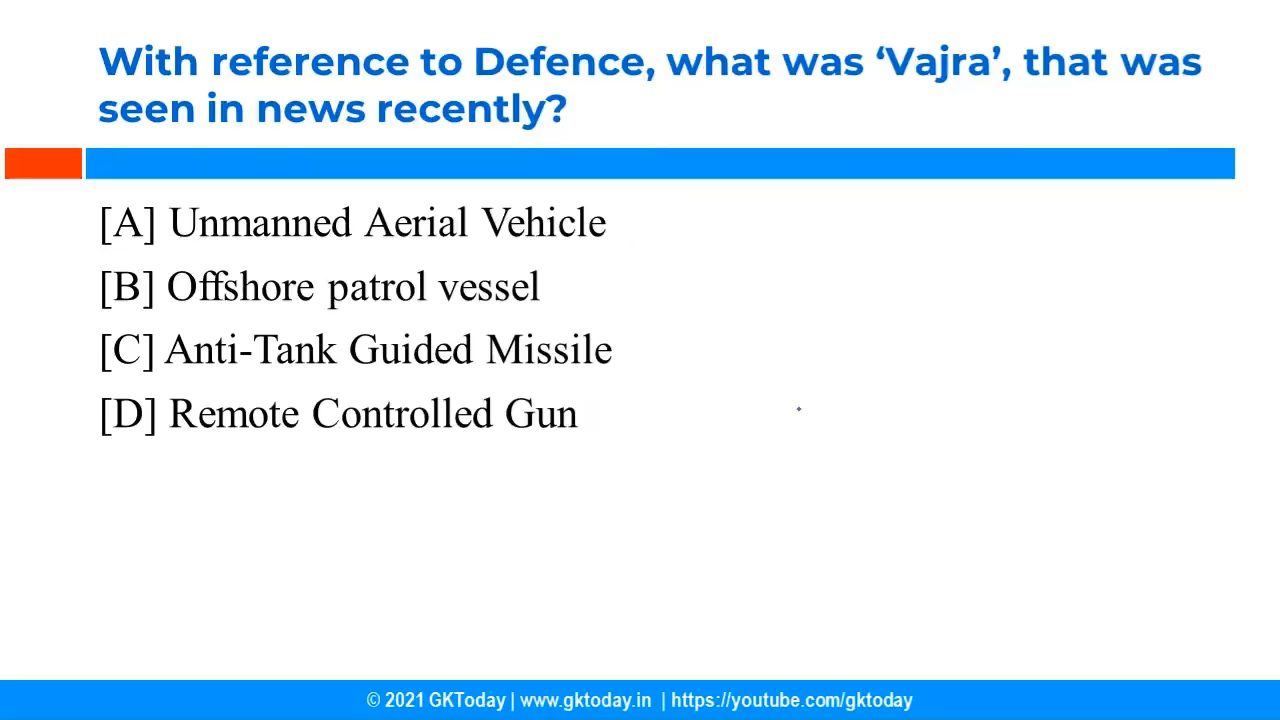 With reference to Defence, what was ‘Vajra’, that was
seen in news recently?
[A] Unmanned Aerial Vehicle
[B] Offshore patrol vessel
[C] Anti-Tank Guided Missile
[D] Remote Controlled Gun
© 2021 GKToday | www.gktoday.in | https://youtube.com/gktoday